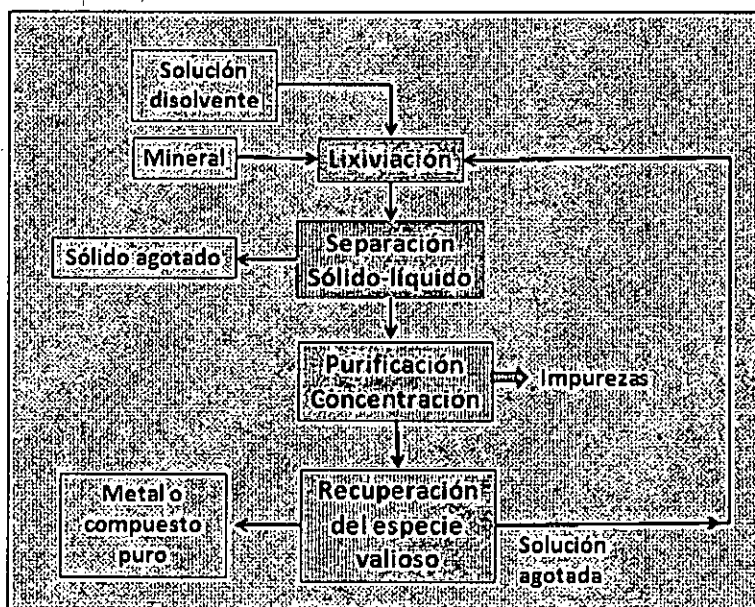 Solución
disolvente
Mineral
Lixiviación
Sólido agotado
Separación
Sólido-líquido
Purificación
Concentración
Impurezas
Metal o
compuesto
puro
Recuperación
del especie
valioso
Solución
agotada